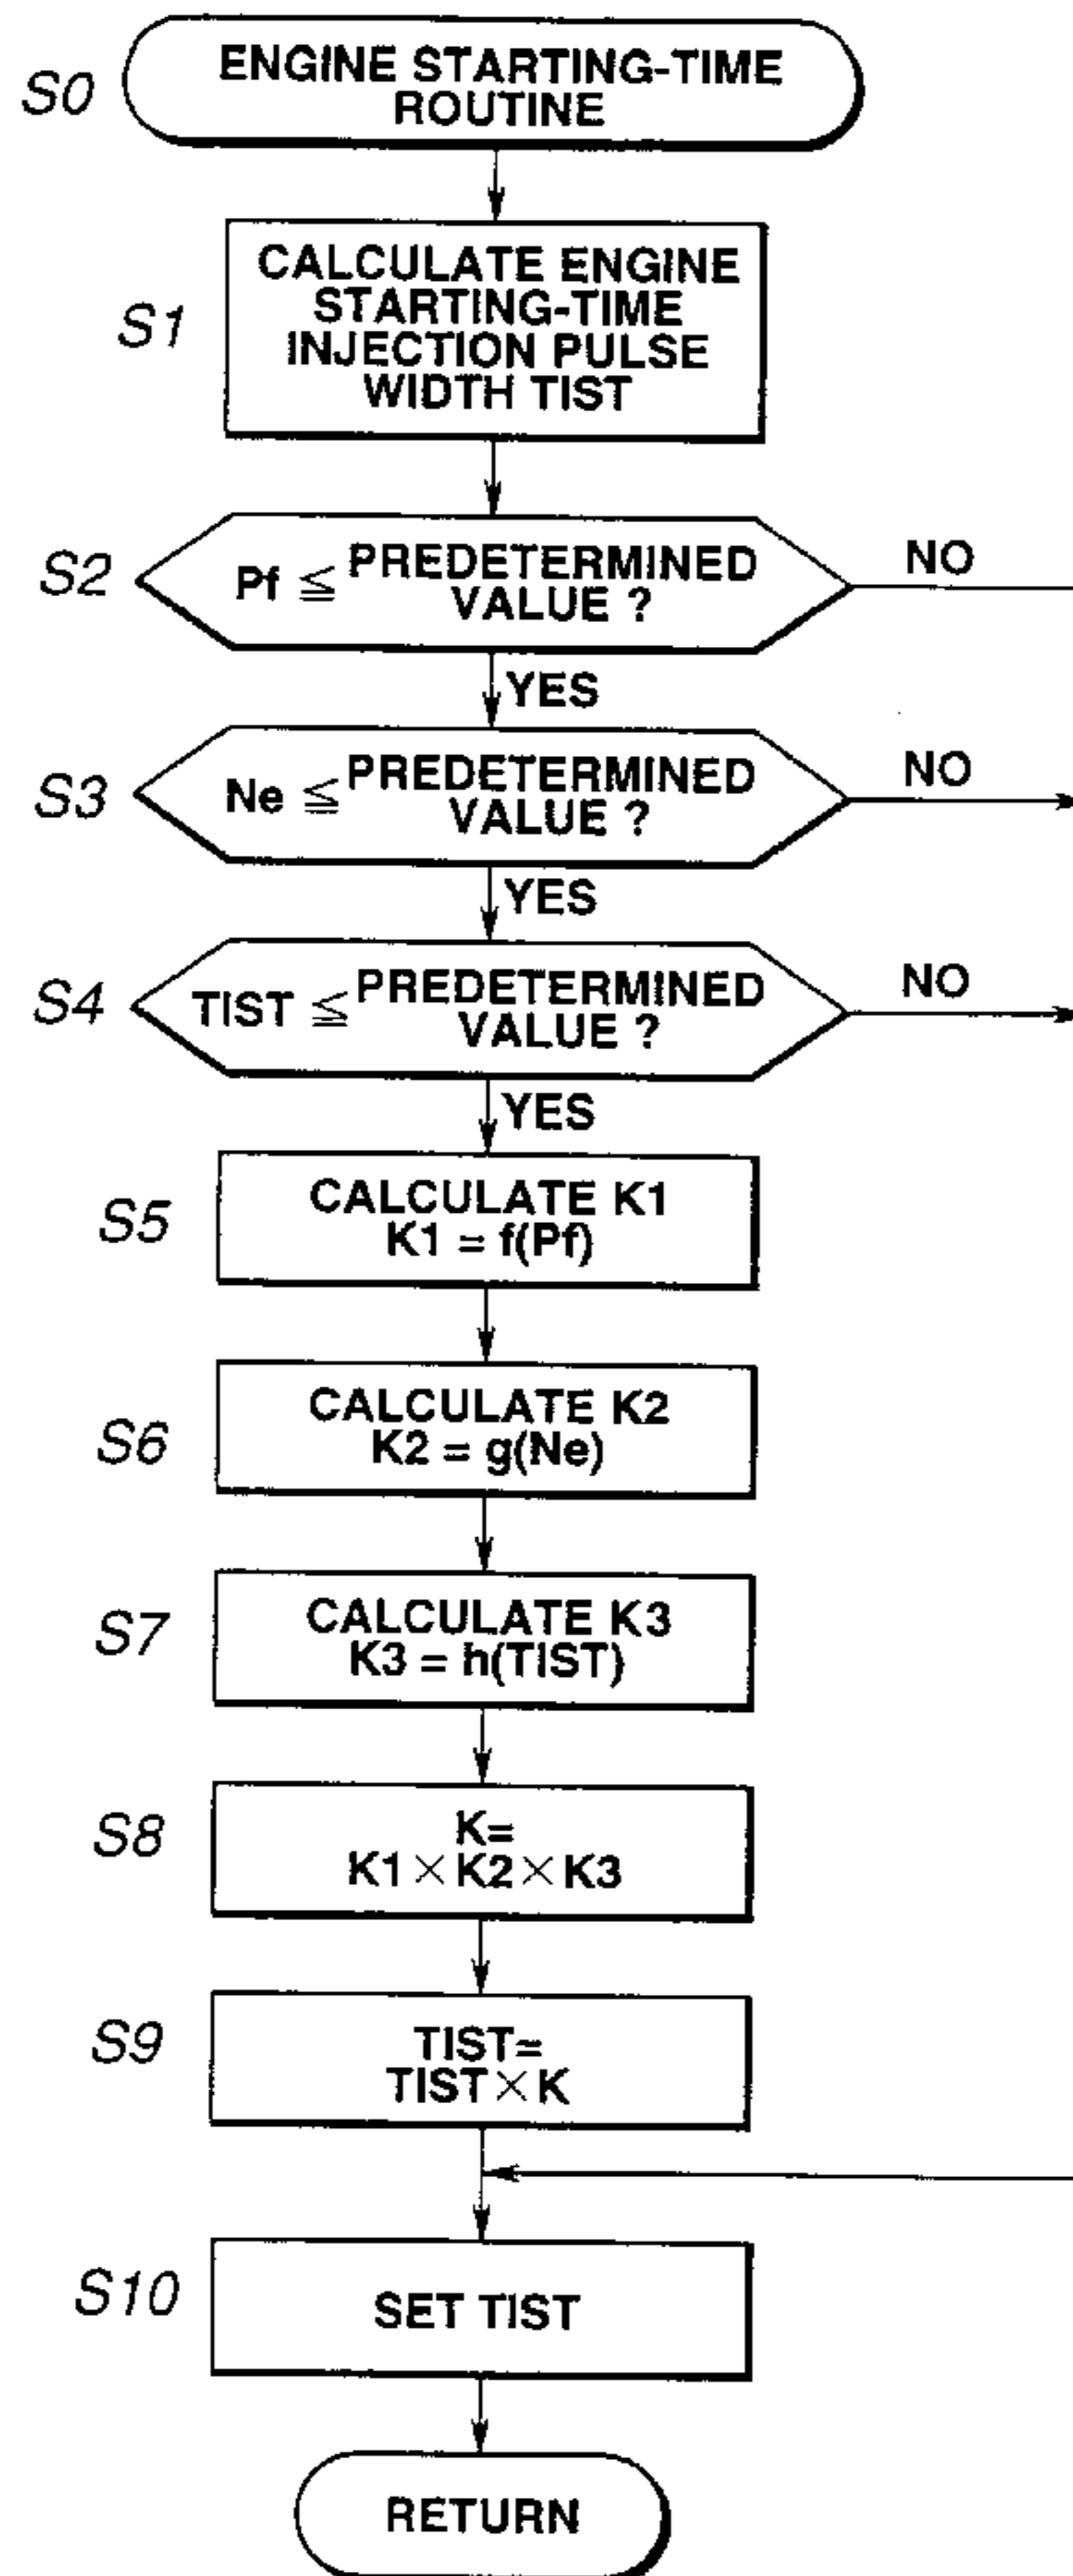 S0
ENGINE STARTING-TIME
ROUTINE
S1
CALCULATE ENGINE
STARTING-TIME
INJECTION PULSE
WIDTH TIST
S2
Pf ≦ PREDETERMINED
VALUE ?
NO
YES
S3
Ne ≦ PREDETERMINED
VALUE ?
NO
YES
S4
TIST ≦ PREDETERMINED
VALUE ?
NO
YES
S5
CALCULATE K1
K1 = f(Pf)
S6
CALCULATE K2
K2 = g(Ne)
S7
CALCULATE K3
K3 = h(TIST)
S8
K=
K1 × K2 × K3
S9
TIST=
TIST × K
S10
SET TIST
RETURN